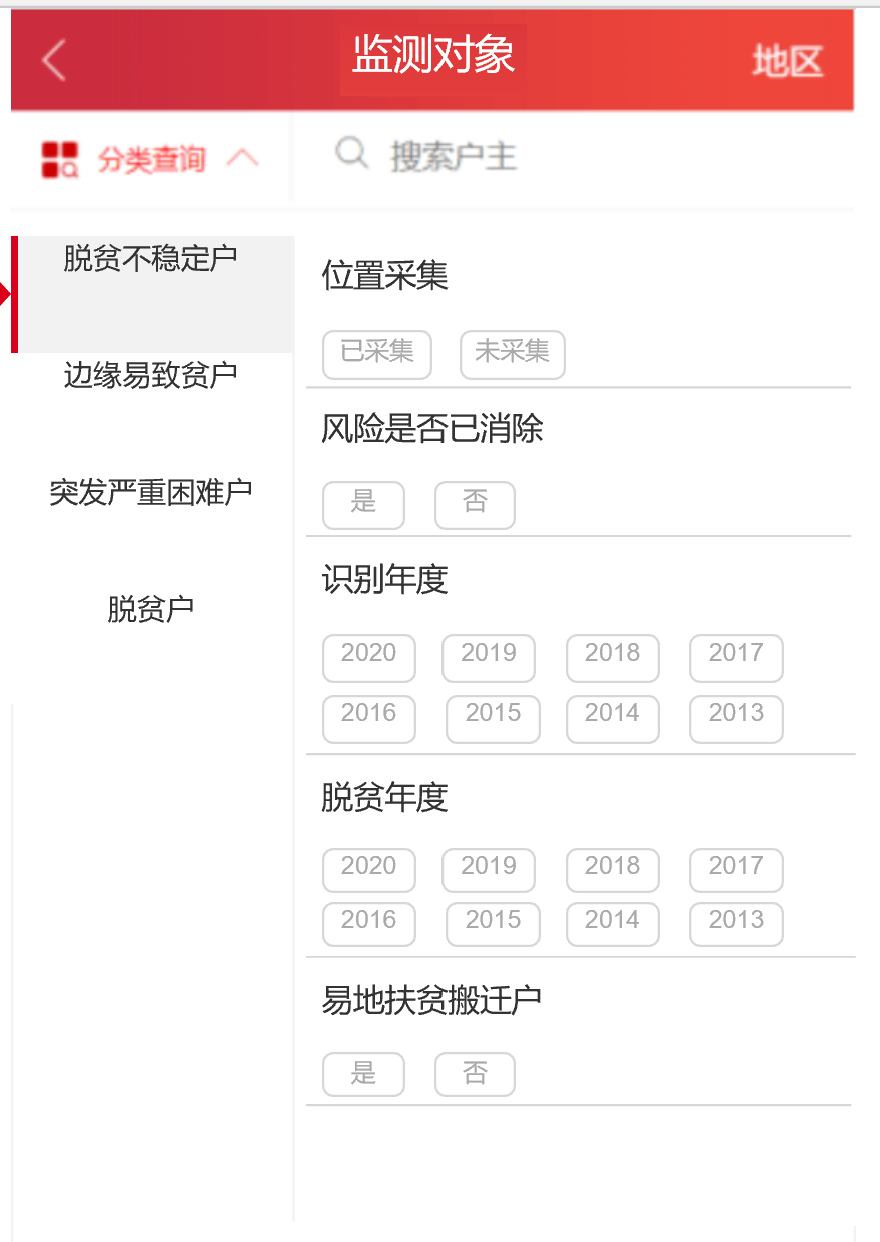 监测对象
地区
分类查询
搜索户主
脱贫不稳定户
边缘易致贫户
突发严重困难户
脱贫户
位置采集
已采集 未采集
风险是否已消除
是 否
识别年度
2020 2019 2018 2017
2016 2015 2014 2013
脱贫年度
2020 2019 2018 2017
2016 2015 2014 2013
易地扶贫搬迁户
是 否